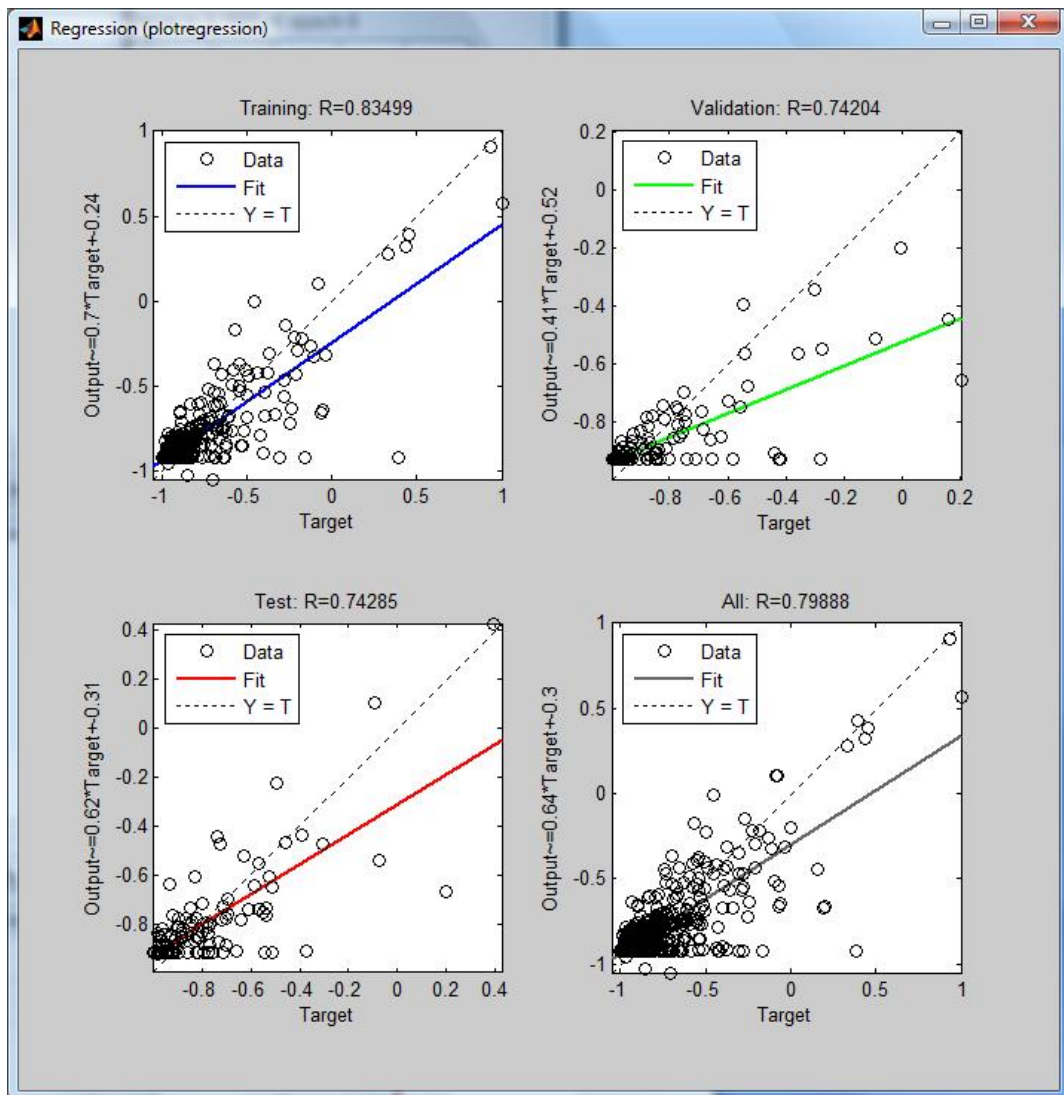 Regression (plotregression)
Training: R=0.83499
Output~=0.7*Target+-0.24
Data
Fit
Y = T
1
0.5
0
-0.5
-1
-1 -0.5 0 0.5 1
Target
Validation: R=0.74204
Output~=0.41*Target+-0.52
Data
Fit
Y = T
0.2
0
-0.2
-0.4
-0.6
-0.8
-0.8 -0.6 -0.4 -0.2 0 0.2
Target
Test: R=0.74285
Output~=0.62*Target+-0.31
Data
Fit
Y = T
0.4
0.2
0
-0.2
-0.4
-0.6
-0.8
-0.8 -0.6 -0.4 -0.2 0 0.2 0.4
Target
All: R=0.79888
Output~=0.64*Target+-0.3
Data
Fit
Y = T
1
0.5
0
-0.5
-1
-1 -0.5 0 0.5 1
Target